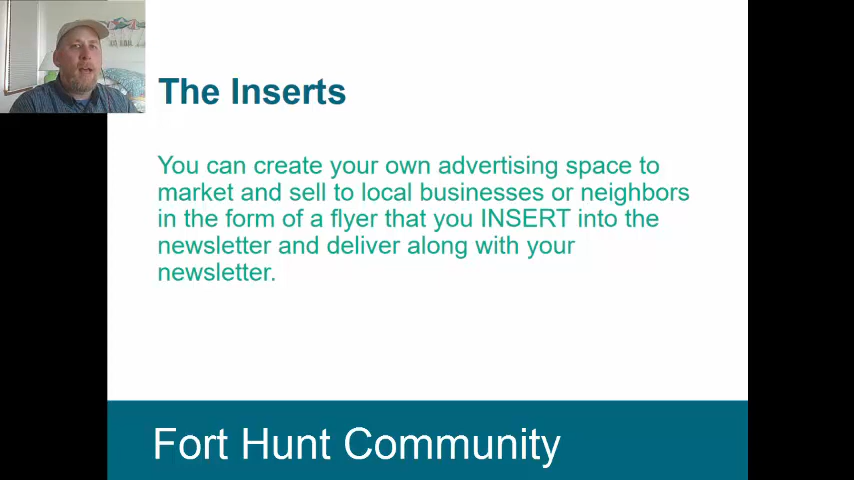 The Inserts
You can create your own advertising space to
market and sell to local businesses or neighbors
in the form of a flyer that you INSERT into the
newsletter and deliver along with your
newsletter.
Fort Hunt Community